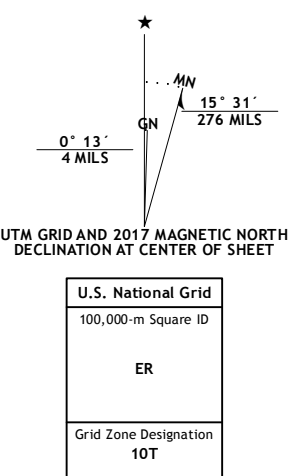 ★
MN
15° 31´
276 MILS
GN
0° 13´
4 MILS
UTM GRID AND 2017 MAGNETIC NORTH
DECLINATION AT CENTER OF SHEET
U.S. National Grid
100,000-m Square ID
ER
Grid Zone Designation
10T